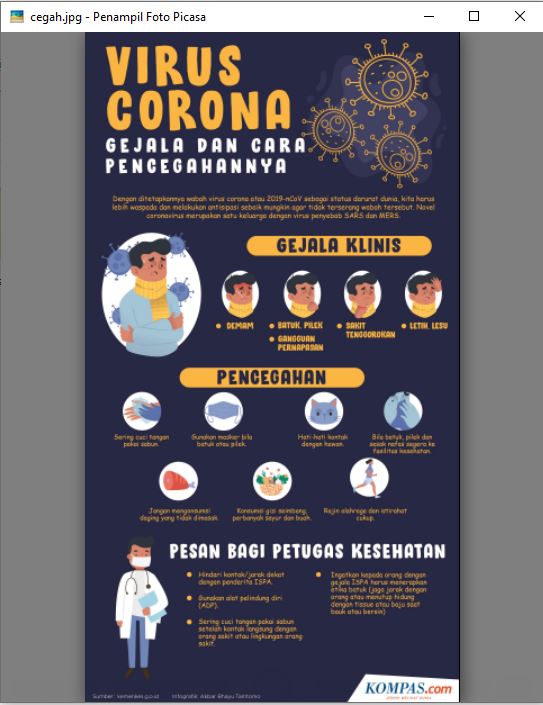 cegah.jpg - Penampil Foto Picasa
VIRUS
CORONA
GEJALA DAN CARA
PENCEGAHANNYA
Dengan ditetapkannya wabah virus corona atau 2019-nCoV sebagai status darurat dunia, kita harus
lebih waspada dan melakukan antisipasi sebaik mungkin agar tidak terserang wabah tersebut. Novel
coronavirus merupakan satu keluarga dengan virus penyebab SARS dan MERS.
GEJALA KLINIS
DEMAM
BATUK, PILEK
GANGGUAN
PERNAPASAN
SAKIT
TENGGOROKAN
LETIH, LESU
PENCEGAHAN
Sering cuci tangan
pakai sabun.
Gunakan masker bila
batuk atau pilek.
Hati-hati kontak
dengan hewan.
Bila batuk, pilek dan
sesak nafas segera ke
fasilitas kesehatan.
Jangan mengonsumsi
daging yang tidak dimasak.
Konsumsi gizi seimbang,
perbanyak sayur dan buah.
Rajin olahraga dan istirahat
cukup.
PESAN BAGI PETUGAS KESEHATAN
Hindari kontak/jarak dekat
dengan penderita ISPA.
Gunakan alat pelindung diri
(ADP).
Sering cuci tangan pakai sabun
setelah kontak langsung dengan
orang sakit atau lingkungan orang
sakit.
Ingatkan kepada orang dengan
gejala ISPA harus menerapkan
etika batuk (jaga jarak dengan
orang atau menutup hidung
dengan tissue atau baju saat
bauk atau bersin)
Sumber: kemenkes.go.id
Infografik: Akbar Bhayu Tamtomo
KOMPAS.com